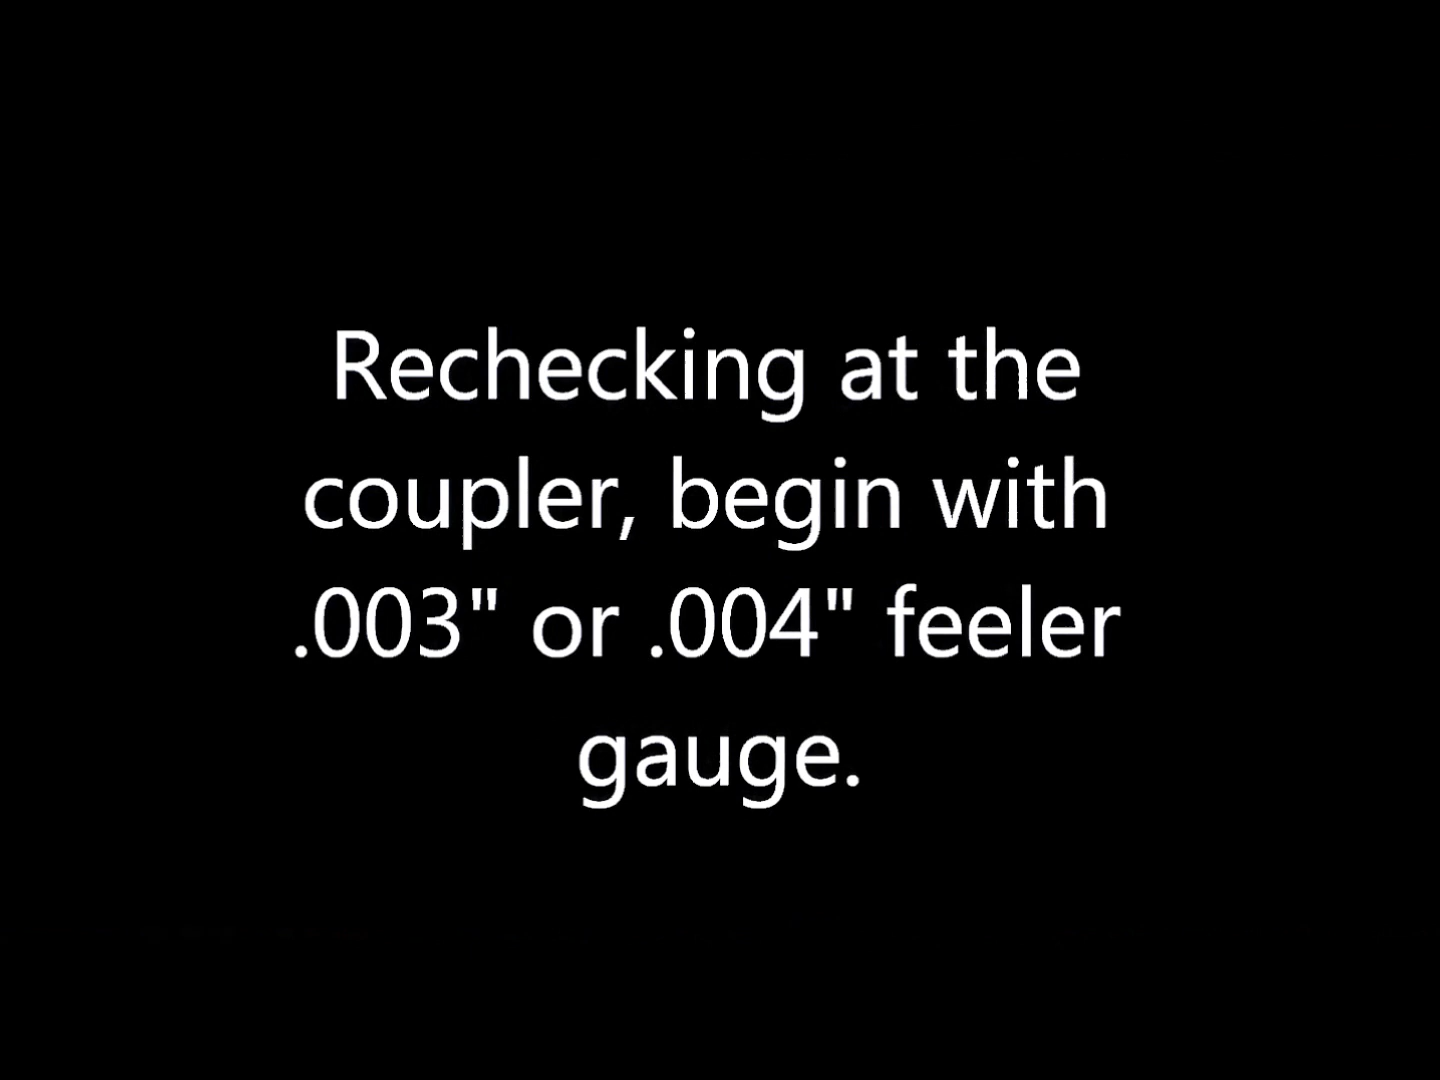 Rechecking at the
coupler, begin with
.003" or .004" feeler
gauge.